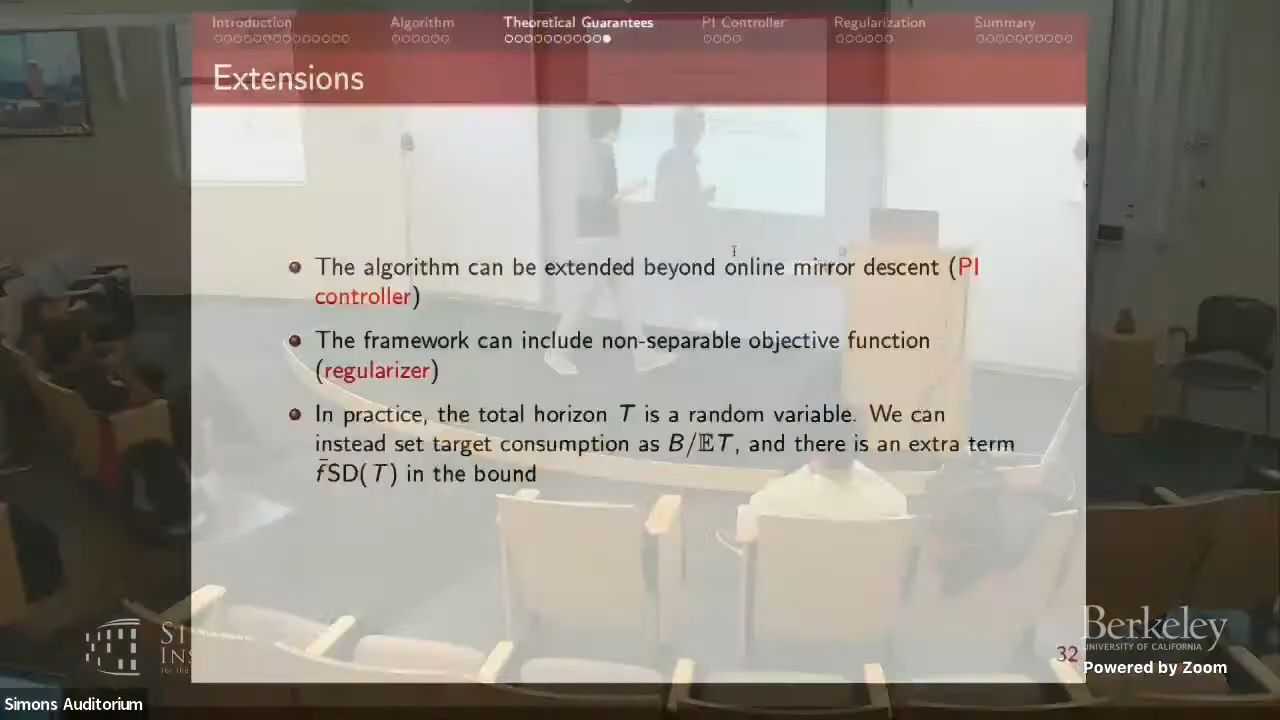 Introduction Algorithm Theoretical Guarantees PI Controller Regularization Summary
Extensions
The algorithm can be extended beyond online mirror descent (PI
controller)
The framework can include non-separable objective function
(regularizer)
In practice, the total horizon T is a random variable. We can
instead set target consumption as B/𝔼T, and there is an extra term
f̄SD(T) in the bound
32
Berkeley
UNIVERSITY OF CALIFORNIA
Powered by Zoom
Simons Auditorium